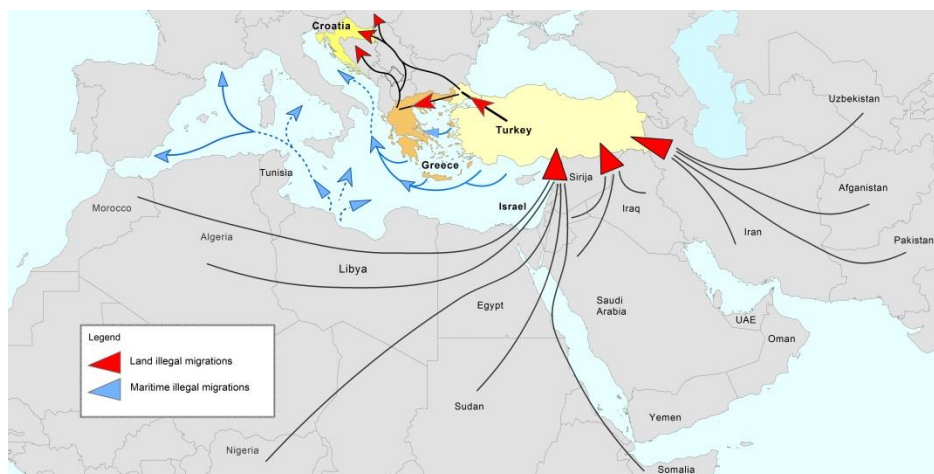 Croatia
Uzbekistan
Turkey
Greece
Tunisia
Sirija
Afganistan
Israel
Morocco
Iraq
Iran
Pakistan
Algeria
Libya
Egypt
Saudi
Arabia
UAE
Oman
Legend
Land illegal migrations
Maritime illegal migrations
Sudan
Yemen
Nigeria
Somalia